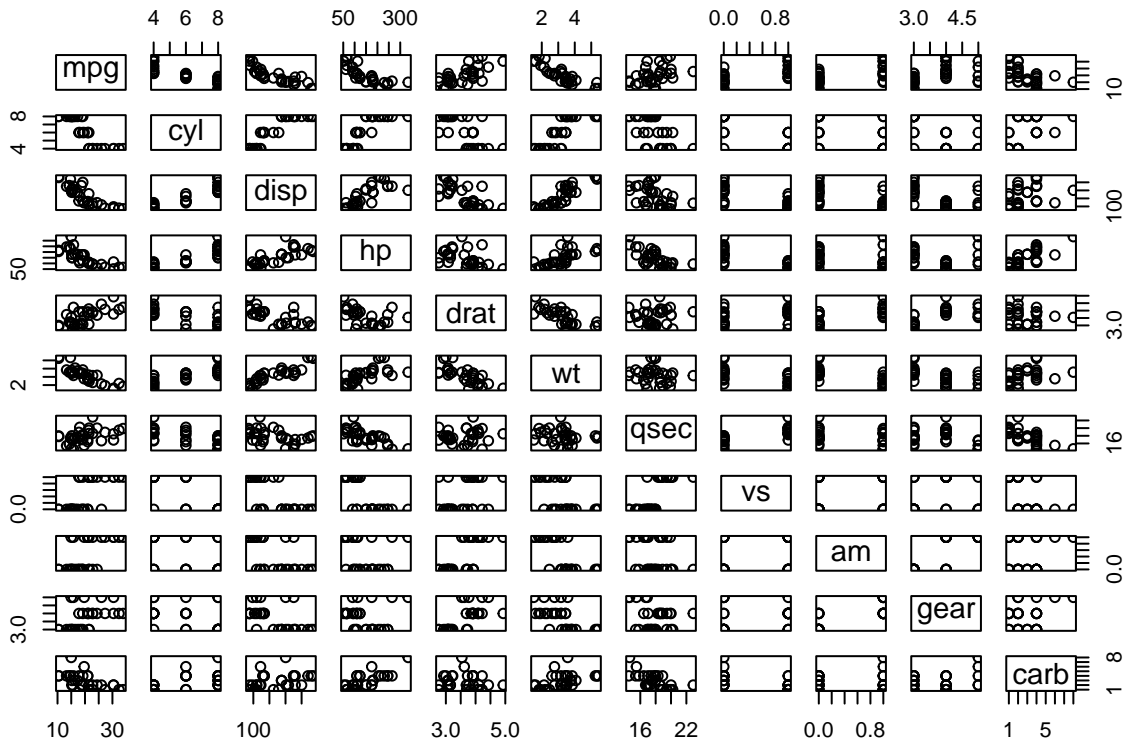 4 6 8 50 300 2 4 0.0 0.8 3.0 4.5
mpg 10
8 4 cyl
disp 100
50 hp
drat 3.0
2 wt
qsec 16
0.0 vs
am 0.0
3.0 gear
carb 8 1
10 30 100 3.0 5.0 16 22 0.0 0.8 1 5